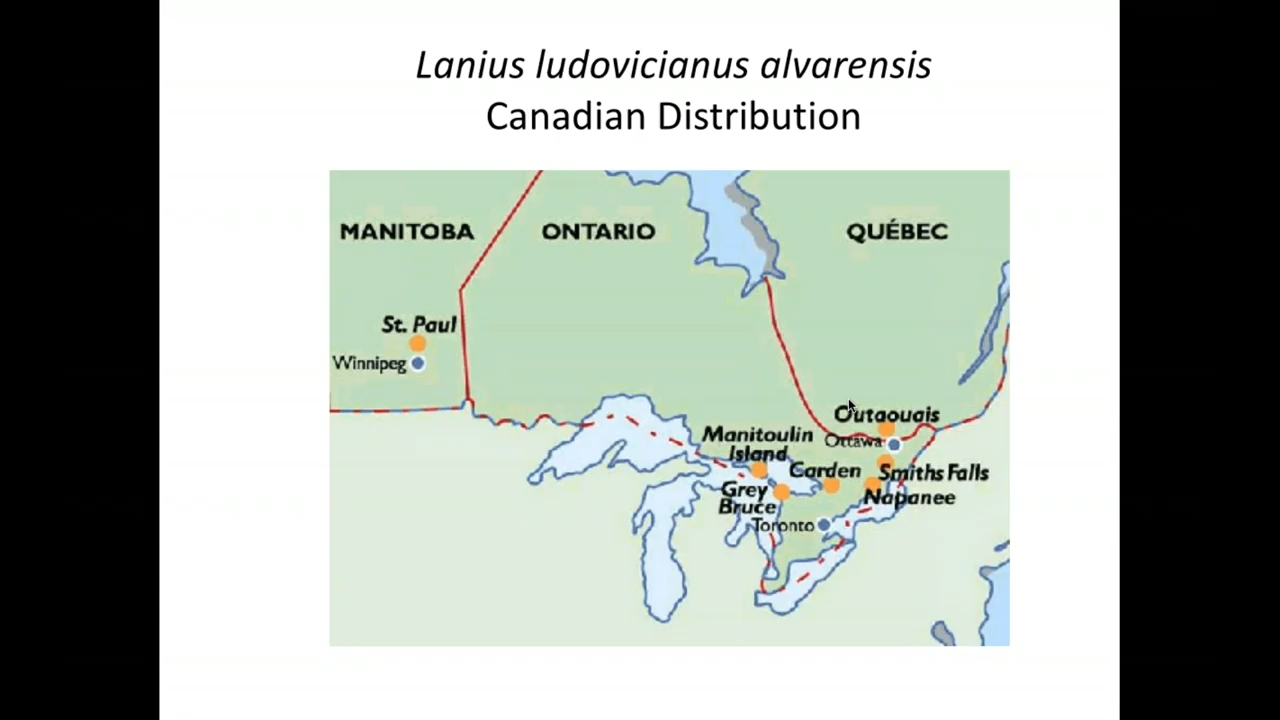 Lanius ludovicianus alvarensis
Canadian Distribution
MANITOBA
ONTARIO
QUÉBEC
St. Paul
Winnipeg
Outaouais
Ottawa
Manitoulin
Island
Carden
Smiths Falls
Grey
Bruce
Napanee
Toronto